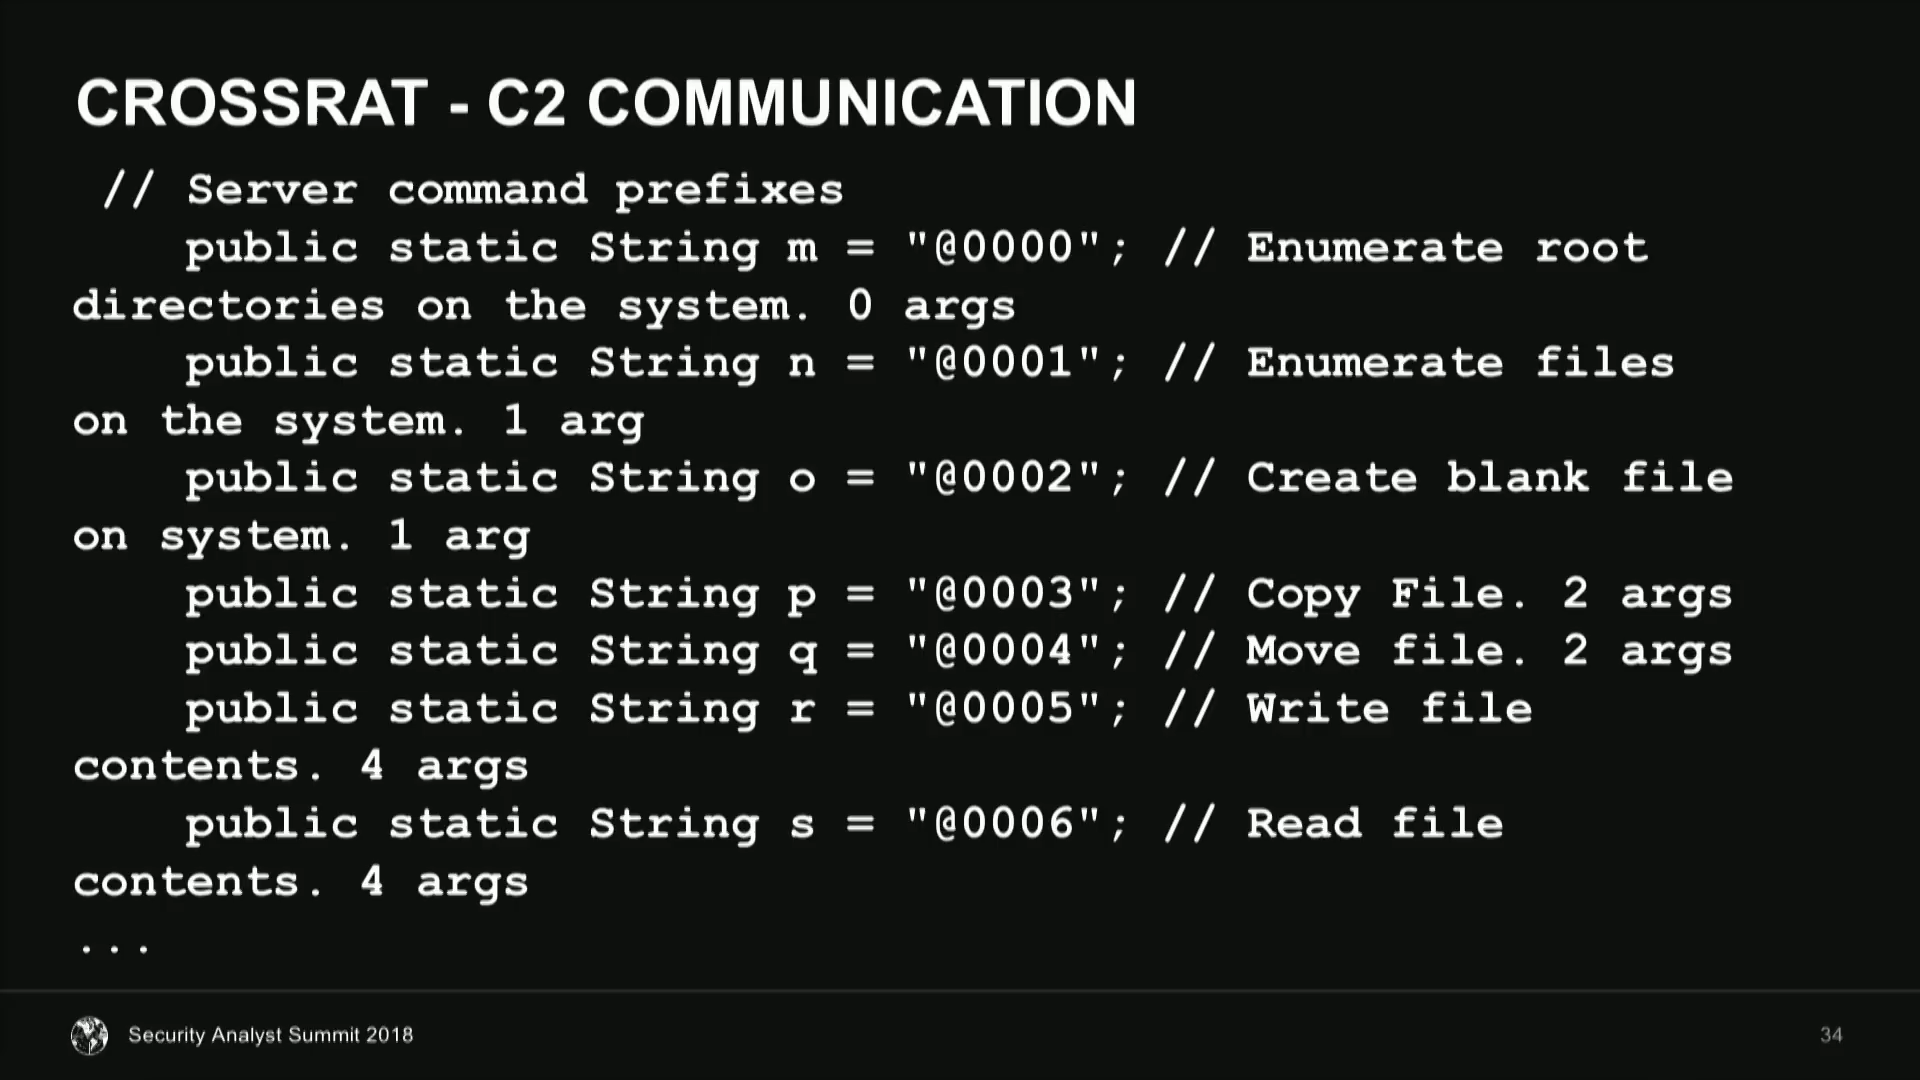 CROSSRAT - C2 COMMUNICATION
// Server command prefixes
public static String m = "@0000"; // Enumerate root
directories on the system. 0 args
public static String n = "@0001"; // Enumerate files
on the system. 1 arg
public static String o = "@0002"; // Create blank file
on system. 1 arg
public static String p = "@0003"; // Copy File. 2 args
public static String q = "@0004"; // Move file. 2 args
public static String r = "@0005"; // Write file
contents. 4 args
public static String s = "@0006"; // Read file
contents. 4 args
...
Security Analyst Summit 2018
34